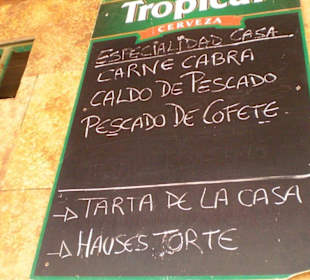 Tropical
CERVEZA
ESPECIALIDAD CASA
CARNE CABRA
CALDO DE PESCADO
PESCADO DE COFETE.
→ TARTA DE LA CASA
→ HAUSES TORTE